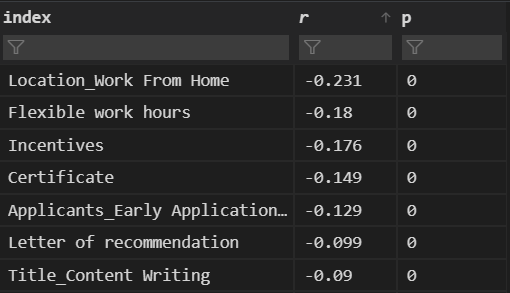 index r ↑ p
Location_Work From Home -0.231 0
Flexible work hours -0.18 0
Incentives -0.176 0
Certificate -0.149 0
Applicants_Early Application… -0.129 0
Letter of recommendation -0.099 0
Title_Content Writing -0.09 0